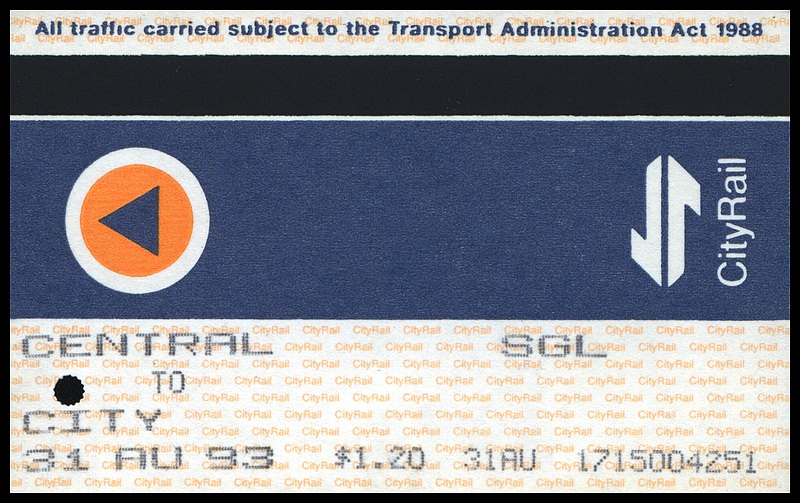 All traffic carried subject to the Transport Administration Act 1988
CityRail
CENTRAL SGL
TO
CITY
31 AU 93 *1.20 31AU 1715004251